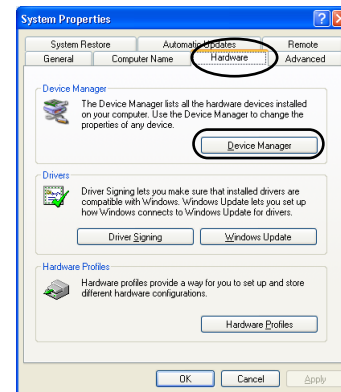 System Properties
System Restore Automatic Updates Remote
General Computer Name Hardware Advanced
Device Manager
The Device Manager lists all the hardware devices installed
on your computer. Use the Device Manager to change the
properties of any device.
Device Manager
Drivers
Driver Signing lets you make sure that installed drivers are
compatible with Windows. Windows Update lets you set up
how Windows connects to Windows Update for drivers.
Driver Signing Windows Update
Hardware Profiles
Hardware profiles provide a way for you to set up and store
different hardware configurations.
Hardware Profiles
OK Cancel Apply